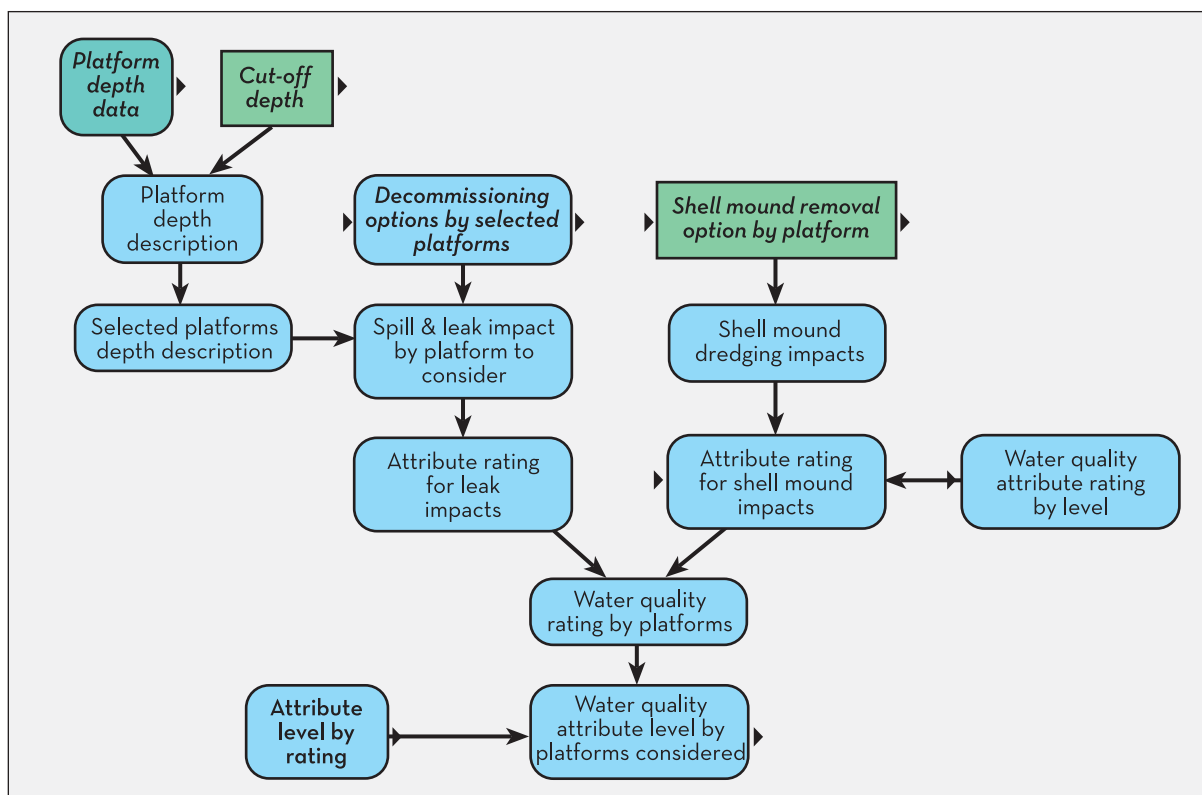 Platform
depth
data
Cut-off
depth
Platform
depth
description
Decommissioning
options by selected
platforms
Shell mound removal
option by platform
Selected platforms
depth description
Spill & leak impact
by platform to
consider
Shell mound
dredging impacts
Attribute rating
for leak
impacts
Attribute rating
for shell mound
impacts
Water quality
attribute rating
by level
Water quality
rating by platforms
Attribute
level by
rating
Water quality
attribute level by
platforms considered